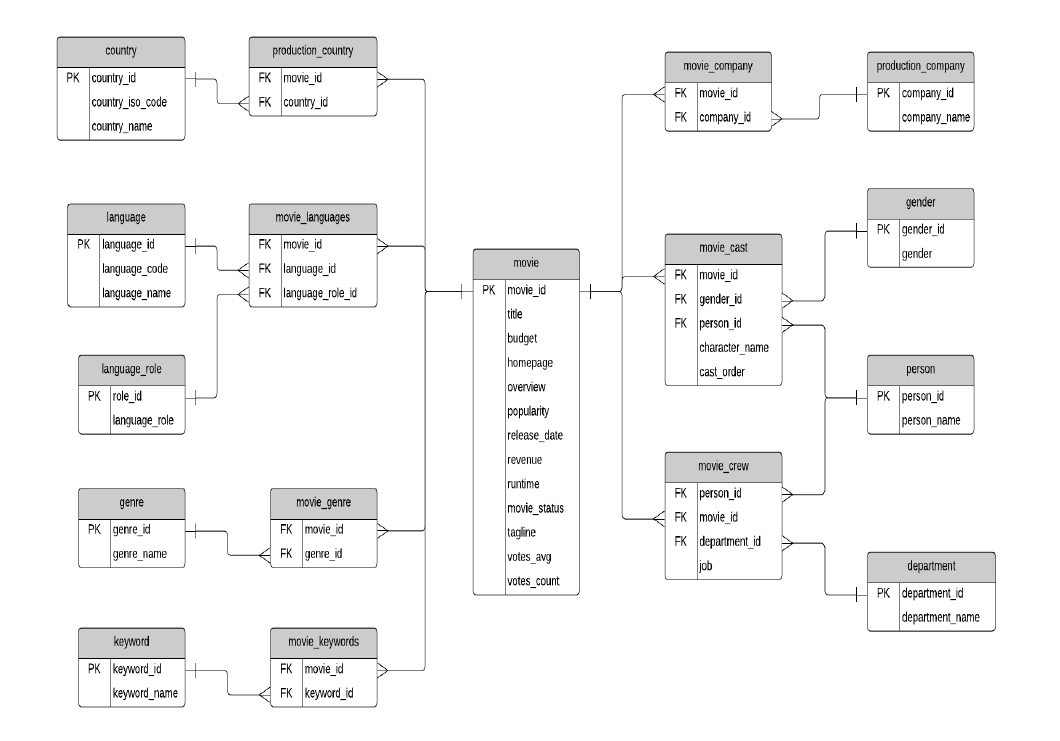 country
PK country_id
country_iso_code
country_name
production_country
FK movie_id
FK country_id
language
PK language_id
language_code
language_name
movie_languages
FK movie_id
FK language_id
FK language_role_id
language_role
PK role_id
language_role
genre
PK genre_id
genre_name
movie_genre
FK movie_id
FK genre_id
keyword
PK keyword_id
keyword_name
movie_keywords
FK movie_id
FK keyword_id
movie
PK movie_id
title
budget
homepage
overview
popularity
release_date
revenue
runtime
movie_status
tagline
votes_avg
votes_count
movie_company
FK movie_id
FK company_id
production_company
PK company_id
company_name
gender
PK gender_id
gender
movie_cast
FK movie_id
FK gender_id
FK person_id
character_name
cast_order
person
PK person_id
person_name
movie_crew
FK person_id
FK movie_id
FK department_id
job
department
PK department_id
department_name